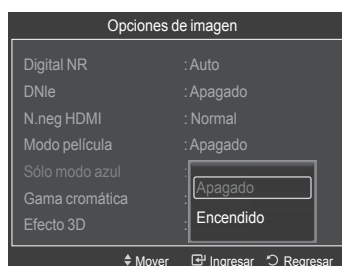 Opciones de imagen
Digital NR : Auto
DNIe : Apagado
N.neg HDMI : Normal
Modo película : Apagado
Sólo modo azul :
Apagado
Gama cromática :
Encendido
Efecto 3D :
Mover Ingresar Regresar